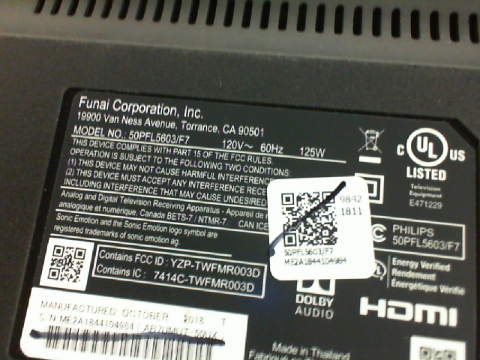 Funai Corporation, Inc.
19900 Van Ness Avenue, Torrance, CA 90501
MODEL NO.: 50PFL5603/F7 120V~ 60Hz 125W
THIS DEVICE COMPLIES WITH PART 15 OF THE FCC RULES.
OPERATION IS SUBJECT TO THE FOLLOWING TWO CONDITIONS:
(1) THIS DEVICE MAY NOT CAUSE HARMFUL INTERFERENCE
(2) THIS DEVICE MUST ACCEPT ANY INTERFERENCE
INCLUDING INTERFERENCE THAT MAY CAUSE UNDESIRED
Analog and Digital Television Receiving Apparatus - Appareil de
analogique et numérique, Canada BETS-7 / NTMR-7 CAN ICE
Sonic Emotion and the Sonic Emotion logo symbol are
registered trademarks of sonic emotion ag.
Contains FCC ID : YZP-TWFMR003D
Contains IC : 7414C-TWFMR003D
MANUFACTURED OCTOBER 2018 T
S/N ME2A1844104984
9842
1811
50PFL5603/F7
ME2A1844104984
C UL US
LISTED
Television
Equipment
E471229
PHILIPS
50PFL5603/F7
Energy Verified
Rendement
Énergétique Vérifié
DOLBY
AUDIO
HDMI
Made in Thailand